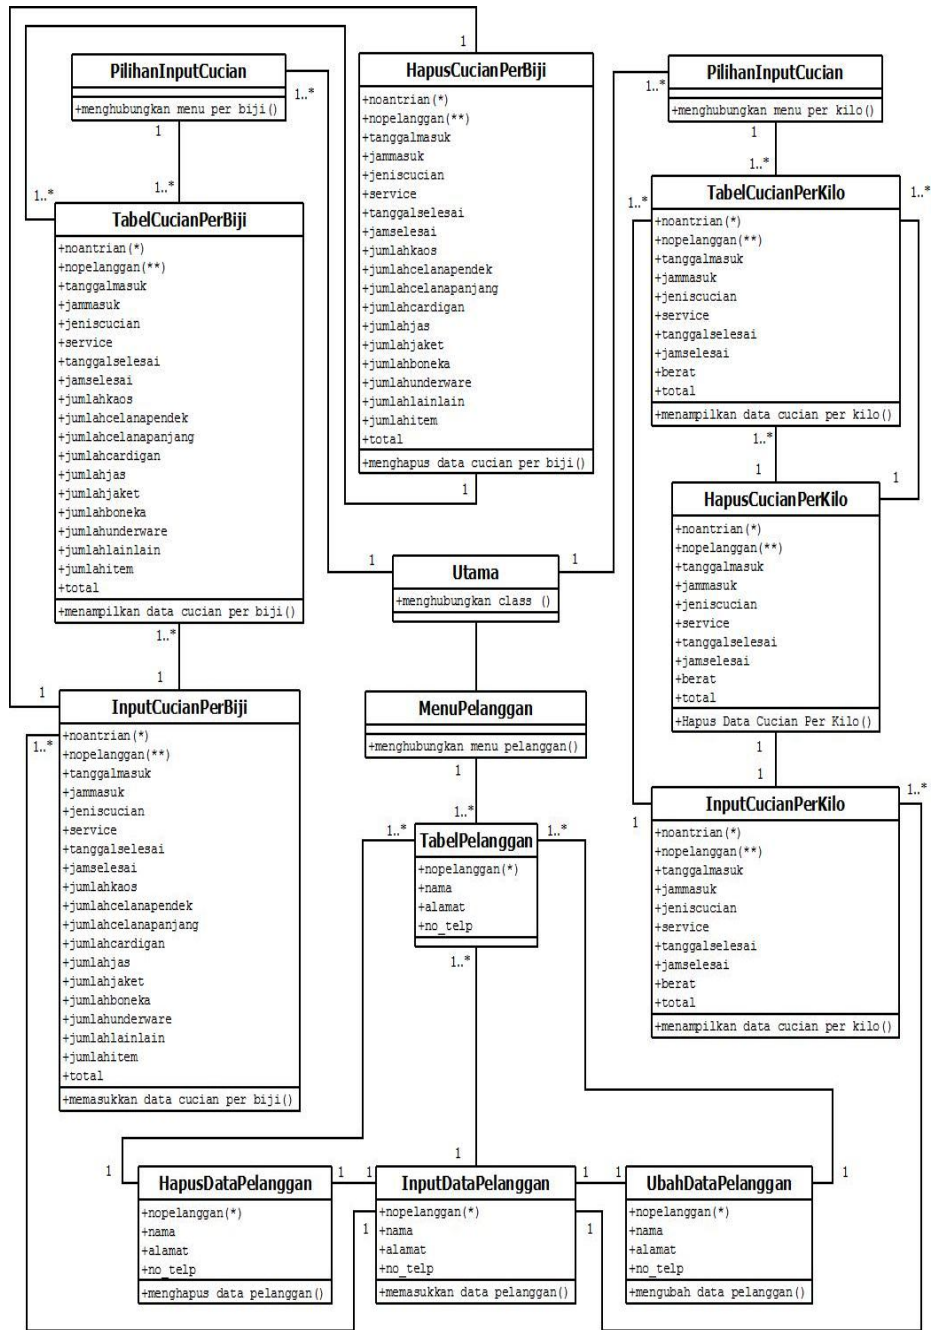 1
PilihanInputCucian
+menghubungkan menu per biji()
1..*
1
1..*
1..*
HapusCucianPerBiji
+noantrian(*)
+nopelanggan(**)
+tanggalmasuk
+jammasuk
+jeniscucian
+service
+tanggalselesai
+jamselesai
+jumlahkaos
+jumlahcelanapendek
+jumlahcelanapanjang
+jumlahcardigan
+jumlahjas
+jumlahjaket
+jumlahboneka
+jumlahunderware
+jumlahlainlain
+jumlahitem
+total
+menghapus data cucian per biji()
1
PilihanInputCucian
+menghubungkan menu per kilo()
1..*
1
1..*
1..*
1..*
TabelCucianPerBiji
+noantrian(*)
+nopelanggan(**)
+tanggalmasuk
+jammasuk
+jeniscucian
+service
+tanggalselesai
+jamselesai
+jumlahkaos
+jumlahcelanapendek
+jumlahcelanapanjang
+jumlahcardigan
+jumlahjas
+jumlahjaket
+jumlahboneka
+jumlahunderware
+jumlahlainlain
+jumlahitem
+total
+menampilkan data cucian per biji()
1..*
1
1
TabelCucianPerKilo
+noantrian(*)
+nopelanggan(**)
+tanggalmasuk
+jammasuk
+jeniscucian
+service
+tanggalselesai
+jamselesai
+berat
+total
+menampilkan data cucian per kilo()
1..*
1
1
HapusCucianPerKilo
+noantrian(*)
+nopelanggan(**)
+tanggalmasuk
+jammasuk
+jeniscucian
+service
+tanggalselesai
+jamselesai
+berat
+total
+Hapus Data Cucian Per Kilo()
1
1
1
Utama
1
+menghubungkan class ()
MenuPelanggan
+menghubungkan menu pelanggan()
1
1..*
1..*
1..*
TabelPelanggan
+nopelanggan(*)
+nama
+alamat
+no_telp
1..*
InputCucianPerBiji
1..*
+noantrian(*)
+nopelanggan(**)
+tanggalmasuk
+jammasuk
+jeniscucian
+service
+tanggalselesai
+jamselesai
+jumlahkaos
+jumlahcelanapendek
+jumlahcelanapanjang
+jumlahcardigan
+jumlahjas
+jumlahjaket
+jumlahboneka
+jumlahunderware
+jumlahlainlain
+jumlahitem
+total
+memasukkan data cucian per biji()
1..*
InputCucianPerKilo
1
+noantrian(*)
+nopelanggan(**)
+tanggalmasuk
+jammasuk
+jeniscucian
+service
+tanggalselesai
+jamselesai
+berat
+total
+menampilkan data cucian per kilo()
1
HapusDataPelanggan
1
+nopelanggan(*)
+nama
+alamat
+no_telp
+menghapus data pelanggan()
1
1
InputDataPelanggan
1
1
+nopelanggan(*)
+nama
+alamat
+no_telp
+memasukkan data pelanggan()
1
1
UbahDataPelanggan
1
+nopelanggan(*)
+nama
+alamat
+no_telp
+mengubah data pelanggan()